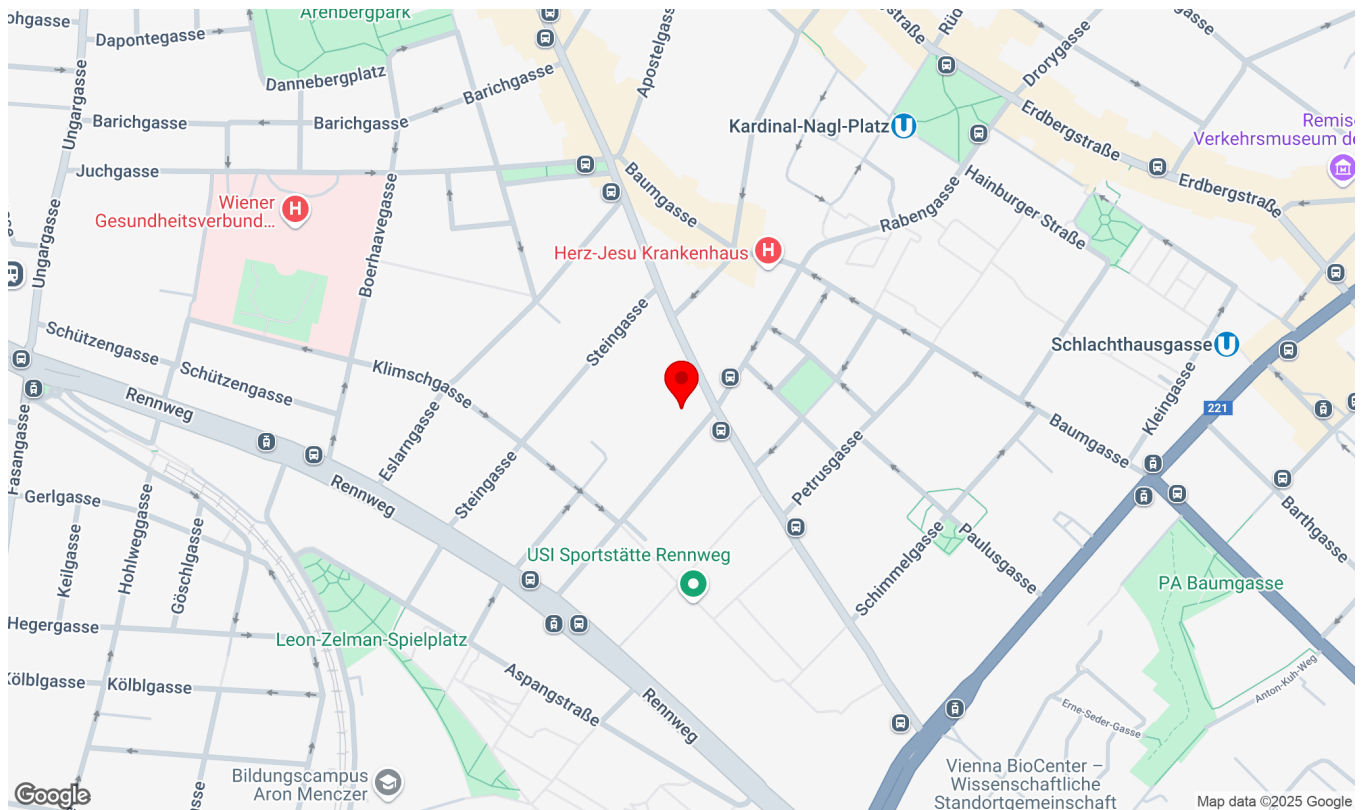 ohgasse
Dapontegasse
Arenbergpark
Dannebergplatz
Barichgasse
Apostelgasse
Drorygasse
Erdbergstraße
Remise
Verkehrsmuseum de
Ungargasse
Barichgasse
Barichgasse
Kardinal-Nagl-Platz
Juchgasse
Baumgasse
Hainburger Straße
Erdbergstraße
Wiener
Gesundheitsverbund...
Boerhaavegasse
Rabengasse
Ungargasse
Herz-Jesu Krankenhaus
Schützengasse
Schützengasse
Klimschgasse
Steingasse
Schlachthausgasse
Kleingasse
221
Rennweg
Eslarngasse
Baumgasse
Fasangasse
Gerlgasse
Rennweg
Steingasse
Petrusgasse
Barthgasse
Keilgasse
Hohlweggasse
Göschlgasse
USI Sportstätte Rennweg
Schimmelgasse
Paulusgasse
PA Baumgasse
Hegergasse
Leon-Zelman-Spielplatz
Kölblgasse
Kölblgasse
Aspangstraße
Rennweg
Anton-Kuh-Weg
Erne-Seder-Gasse
Bildungscampus
Aron Menczer
Vienna BioCenter –
Wissenschaftliche
Standortgemeinschaft
Google
Map data ©2025 Google